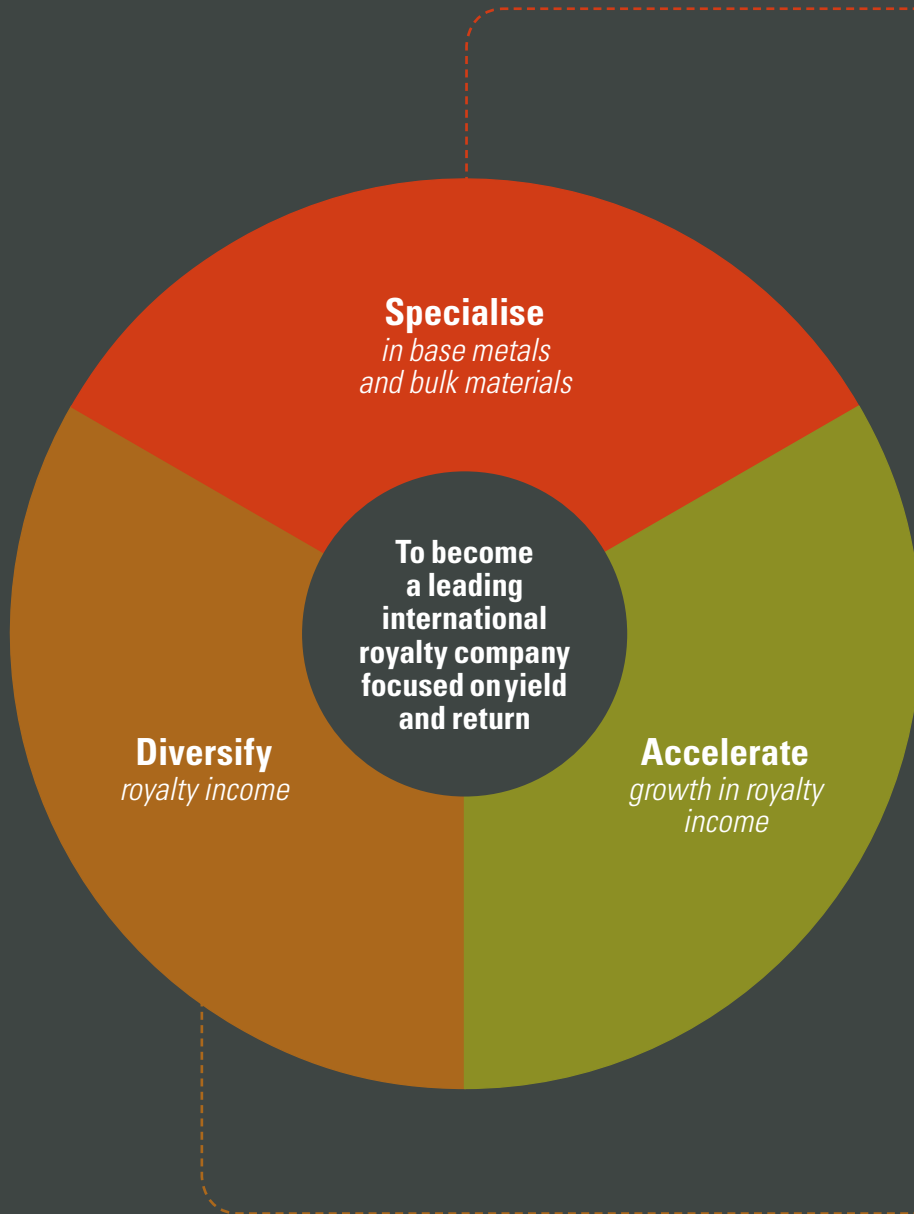 Specialise
in base metals
and bulk materials
To become
a leading
international
royalty company
focused on yield
and return
Diversify
royalty income
Accelerate
growth in royalty
income